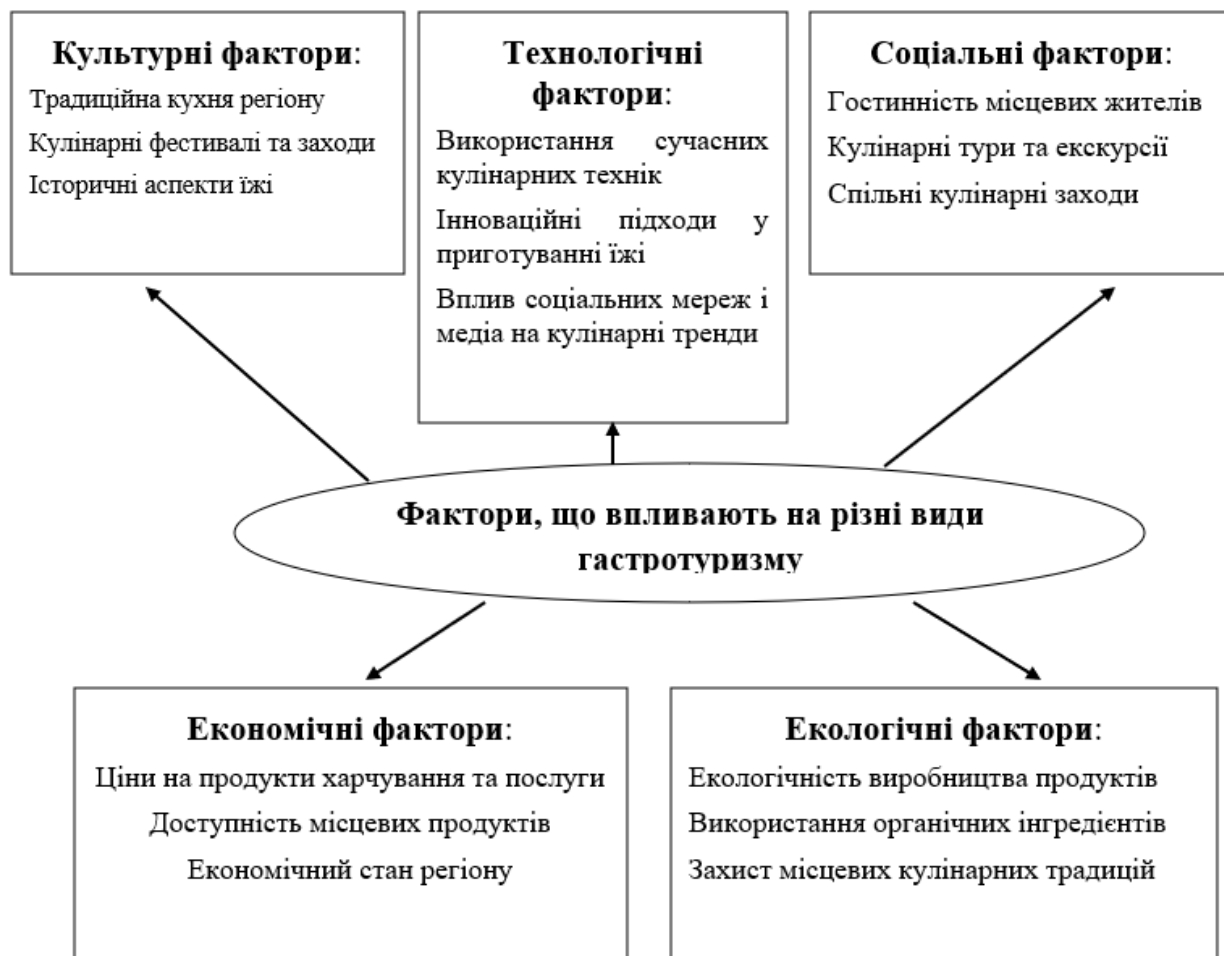 Культурні фактори:
Традиційна кухня регіону
Кулінарні фестивалі та заходи
Історичні аспекти їжі
Технологічні
фактори:
Використання сучасних
кулінарних технік
Інноваційні підходи у
приготуванні їжі
Вплив соціальних мереж і
медіа на кулінарні тренди
Соціальні фактори:
Гостинність місцевих жителів
Кулінарні тури та екскурсії
Спільні кулінарні заходи
Фактори, що впливають на різні види
гастротуризму
Економічні фактори:
Ціни на продукти харчування та послуги
Доступність місцевих продуктів
Економічний стан регіону
Екологічні фактори:
Екологічність виробництва продуктів
Використання органічних інгредієнтів
Захист місцевих кулінарних традицій